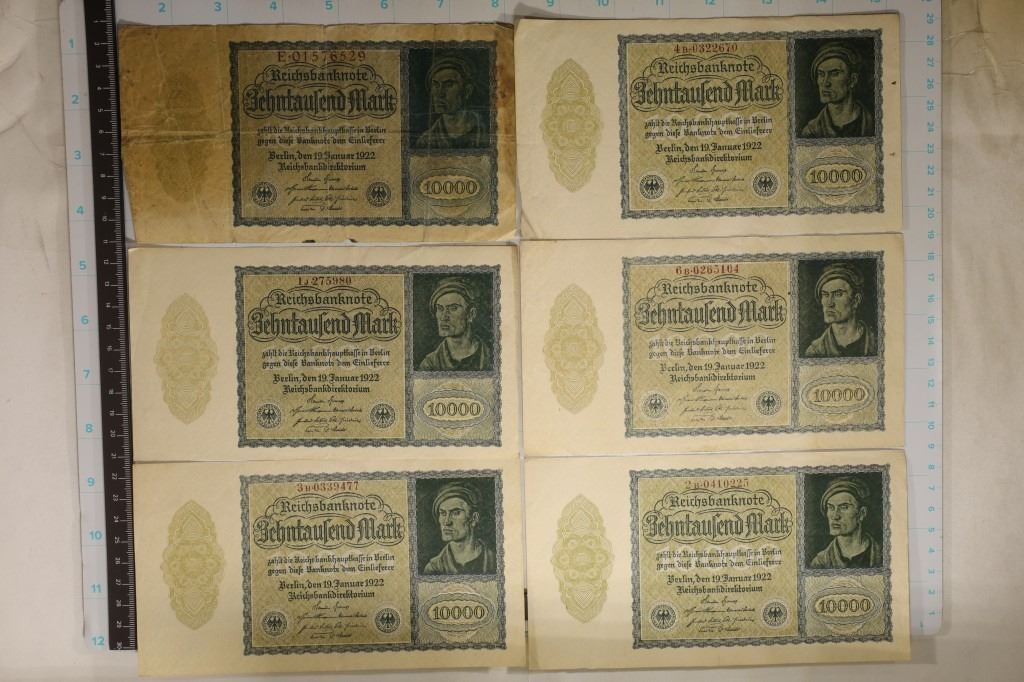 E·01576529
Reichsbanknote
Zehntausend Mark
zahlt die Reichsbankhauptkasse in Berlin
gegen diese Banknote dem Einlieferer
Berlin, den 19. Januar 1922
Reichsbankdirektorium
10000
4B·0322670
Reichsbanknote
Zehntausend Mark
zahlt die Reichsbankhauptkasse in Berlin
gegen diese Banknote dem Einlieferer
Berlin, den 19. Januar 1922
Reichsbankdirektorium
10000
1J·275980
Reichsbanknote
Zehntausend Mark
zahlt die Reichsbankhauptkasse in Berlin
gegen diese Banknote dem Einlieferer
Berlin, den 19. Januar 1922
Reichsbankdirektorium
10000
6B·0265164
Reichsbanknote
Zehntausend Mark
zahlt die Reichsbankhauptkasse in Berlin
gegen diese Banknote dem Einlieferer
Berlin, den 19. Januar 1922
Reichsbankdirektorium
10000
3B·0339477
Reichsbanknote
Zehntausend Mark
zahlt die Reichsbankhauptkasse in Berlin
gegen diese Banknote dem Einlieferer
Berlin, den 19. Januar 1922
Reichsbankdirektorium
10000
2B·0410225
Reichsbanknote
Zehntausend Mark
zahlt die Reichsbankhauptkasse in Berlin
gegen diese Banknote dem Einlieferer
Berlin, den 19. Januar 1922
Reichsbankdirektorium
10000